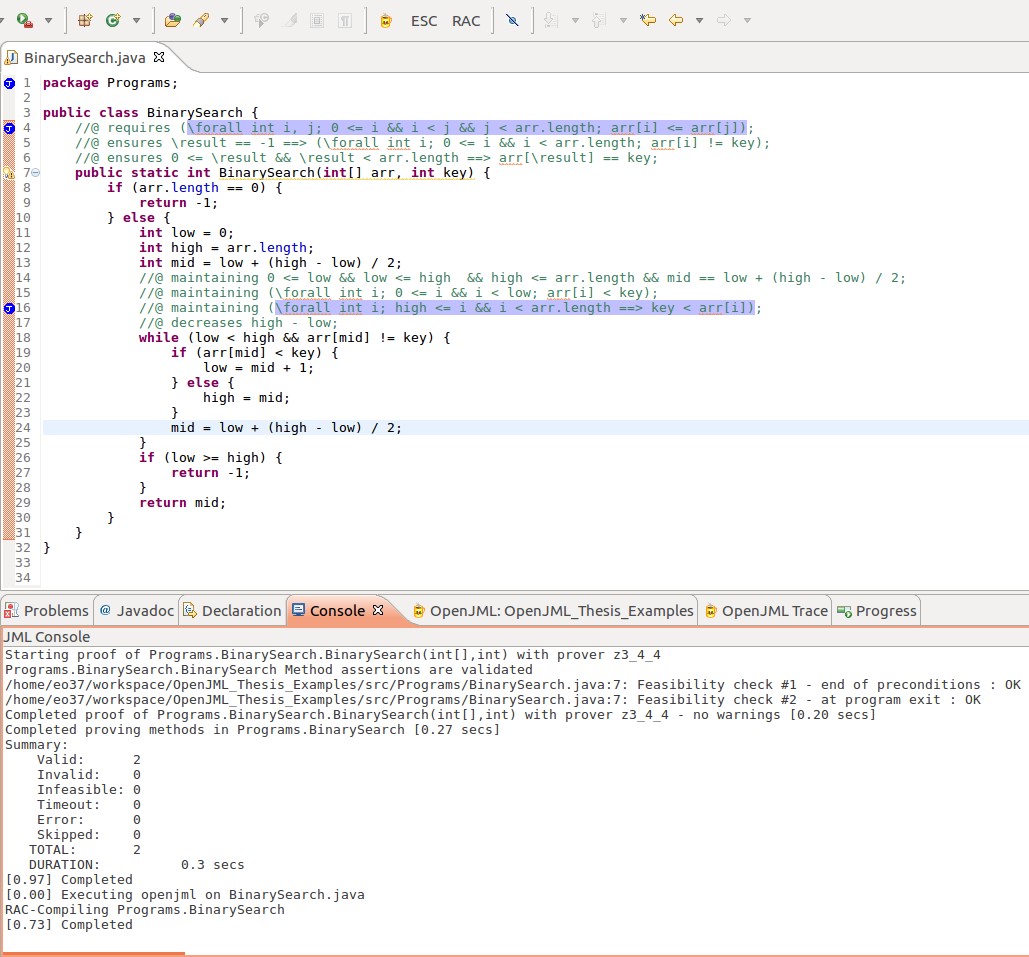 ESC RAC
BinarySearch.java
1 package Programs;
2
3 public class BinarySearch {
4 //@ requires (\forall int i, j; 0 <= i && i < j && j < arr.length; arr[i] <= arr[j]);
5 //@ ensures \result == -1 ==> (\forall int i; 0 <= i && i < arr.length; arr[i] != key);
6 //@ ensures 0 <= \result && \result < arr.length ==> arr[\result] == key;
7 public static int BinarySearch(int[] arr, int key) {
8 if (arr.length == 0) {
9 return -1;
10 } else {
11 int low = 0;
12 int high = arr.length;
13 int mid = low + (high - low) / 2;
14 //@ maintaining 0 <= low && low <= high  && high <= arr.length && mid == low + (high - low) / 2;
15 //@ maintaining (\forall int i; 0 <= i && i < low; arr[i] < key);
16 //@ maintaining (\forall int i; high <= i && i < arr.length ==> key < arr[i]);
17 //@ decreases high - low;
18 while (low < high && arr[mid] != key) {
19 if (arr[mid] < key) {
20 low = mid + 1;
21 } else {
22 high = mid;
23 }
24 mid = low + (high - low) / 2;
25 }
26 if (low >= high) {
27 return -1;
28 }
29 return mid;
30 }
31 }
32 }
33
34
Problems @ Javadoc Declaration Console OpenJML: OpenJML_Thesis_Examples OpenJML Trace Progress
JML Console
Starting proof of Programs.BinarySearch.BinarySearch(int[],int) with prover z3_4_4
Programs.BinarySearch.BinarySearch Method assertions are validated
/home/eo37/workspace/OpenJML_Thesis_Examples/src/Programs/BinarySearch.java:7: Feasibility check #1 - end of preconditions : OK
/home/eo37/workspace/OpenJML_Thesis_Examples/src/Programs/BinarySearch.java:7: Feasibility check #2 - at program exit : OK
Completed proof of Programs.BinarySearch.BinarySearch(int[],int) with prover z3_4_4 - no warnings [0.20 secs]
Completed proving methods in Programs.BinarySearch [0.27 secs]
Summary:
Valid: 2
Invalid: 0
Infeasible: 0
Timeout: 0
Error: 0
Skipped: 0
TOTAL: 2
DURATION: 0.3 secs
[0.97] Completed
[0.00] Executing openjml on BinarySearch.java
RAC-Compiling Programs.BinarySearch
[0.73] Completed